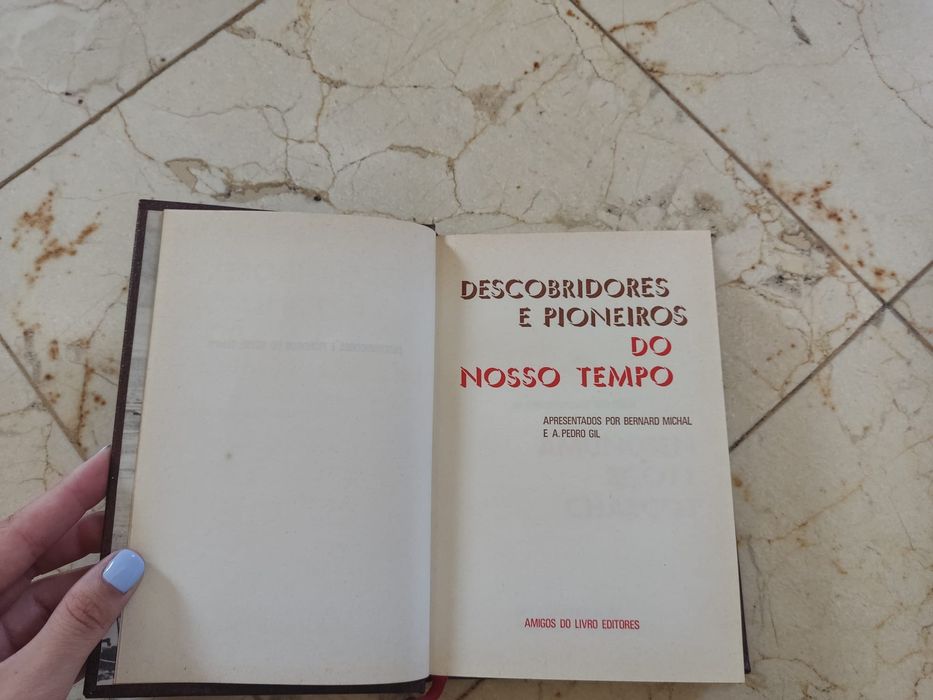 DESCOBRIDORES
E PIONEIROS
DO
NOSSO TEMPO
APRESENTADOS POR BERNARD MICHAL
E A. PEDRO GIL
AMIGOS DO LIVRO EDITORES